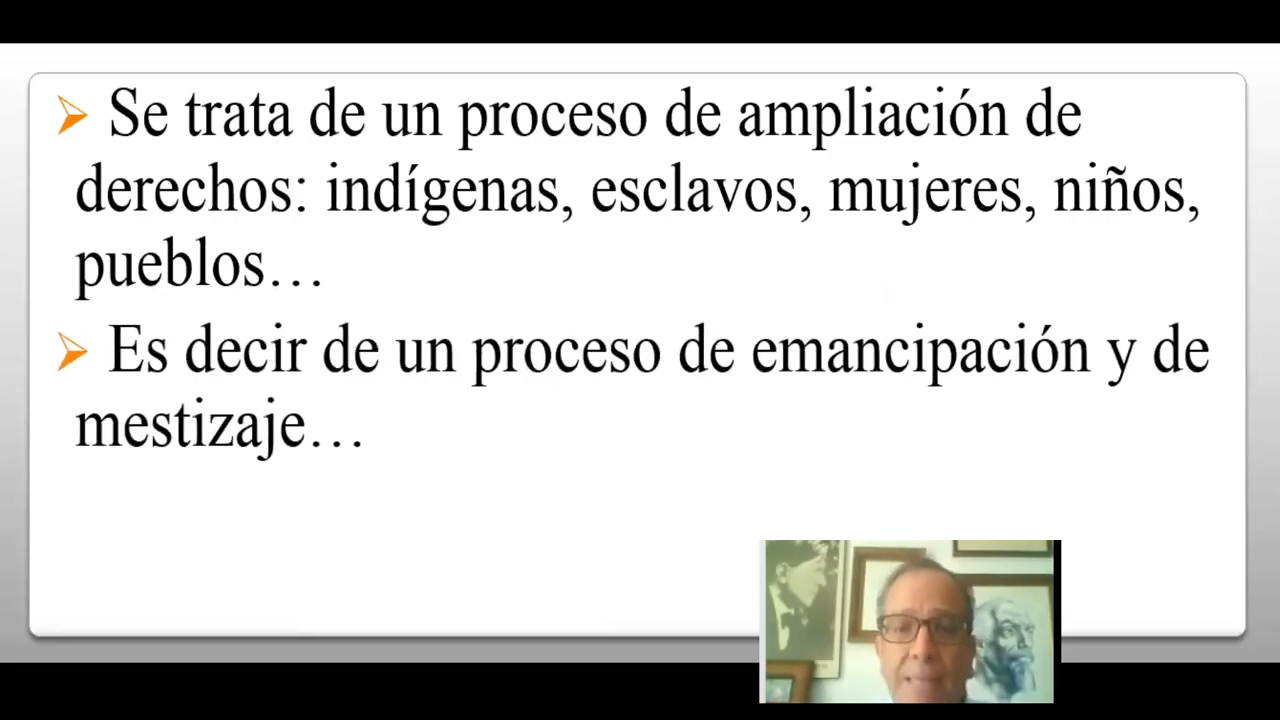 Se trata de un proceso de ampliación de
derechos: indígenas, esclavos, mujeres, niños,
pueblos…
Es decir de un proceso de emancipación y de
mestizaje…